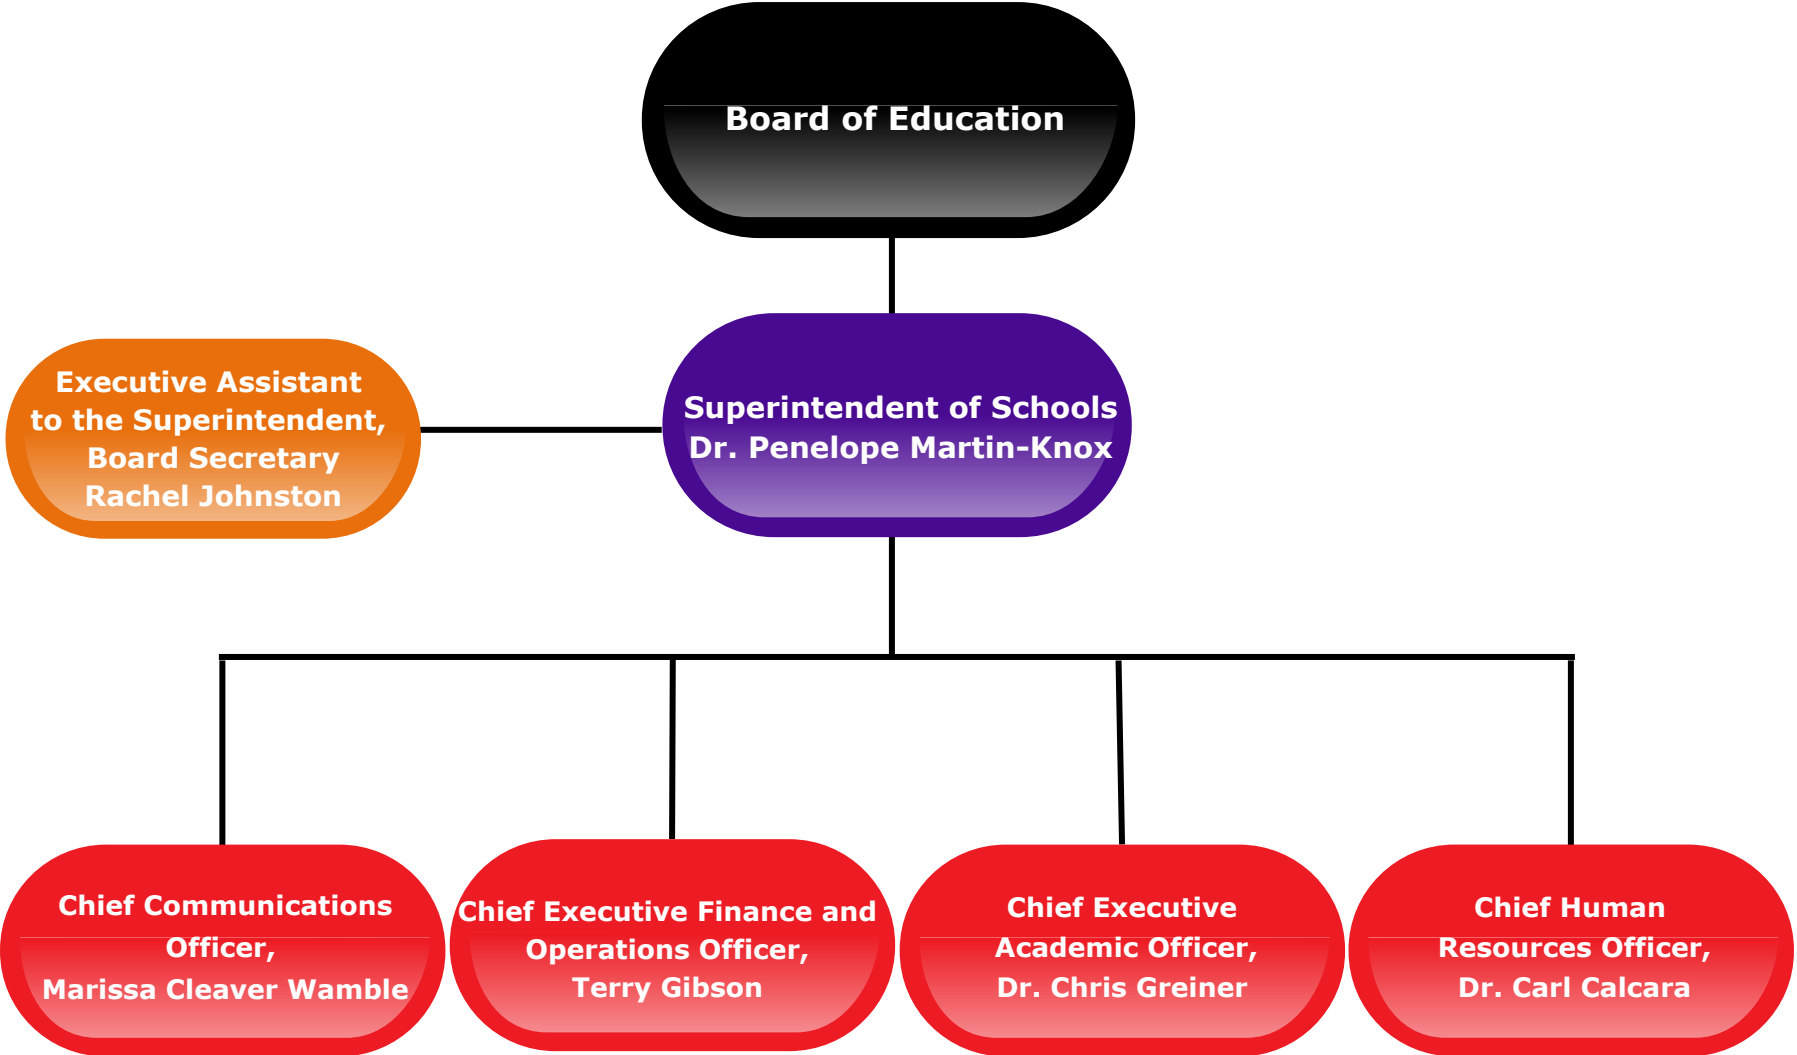 Board of Education
Executive Assistant
to the Superintendent,
Board Secretary
Rachel Johnston
Superintendent of Schools
Dr. Penelope Martin-Knox
Chief Communications
Officer,
Marissa Cleaver Wamble
Chief Executive Finance and
Operations Officer,
Terry Gibson
Chief Executive
Academic Officer,
Dr. Chris Greiner
Chief Human
Resources Officer,
Dr. Carl Calcara